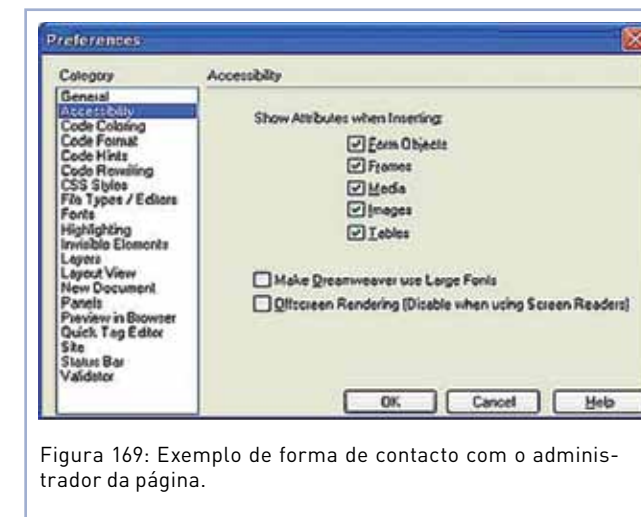 Preferences
Category
Accessibility
General
Accessibility
Code Coloring
Code Format
Code Hints
Code Rewriting
CSS Styles
File Types / Editors
Fonts
Highlighting
Invisible Elements
Layers
Layout View
New Document
Panels
Preview in Browser
Quick Tag Editor
Site
Status Bar
Validator
Show Attributes when Inserting:
Form Objects
Frames
Media
Images
Tables
Make Dreamweaver use Large Fonts
Offscreen Rendering (Disable when using Screen Readers)
OK Cancel Help
Figura 169: Exemplo de forma de contacto com o adminis-
trador da página.